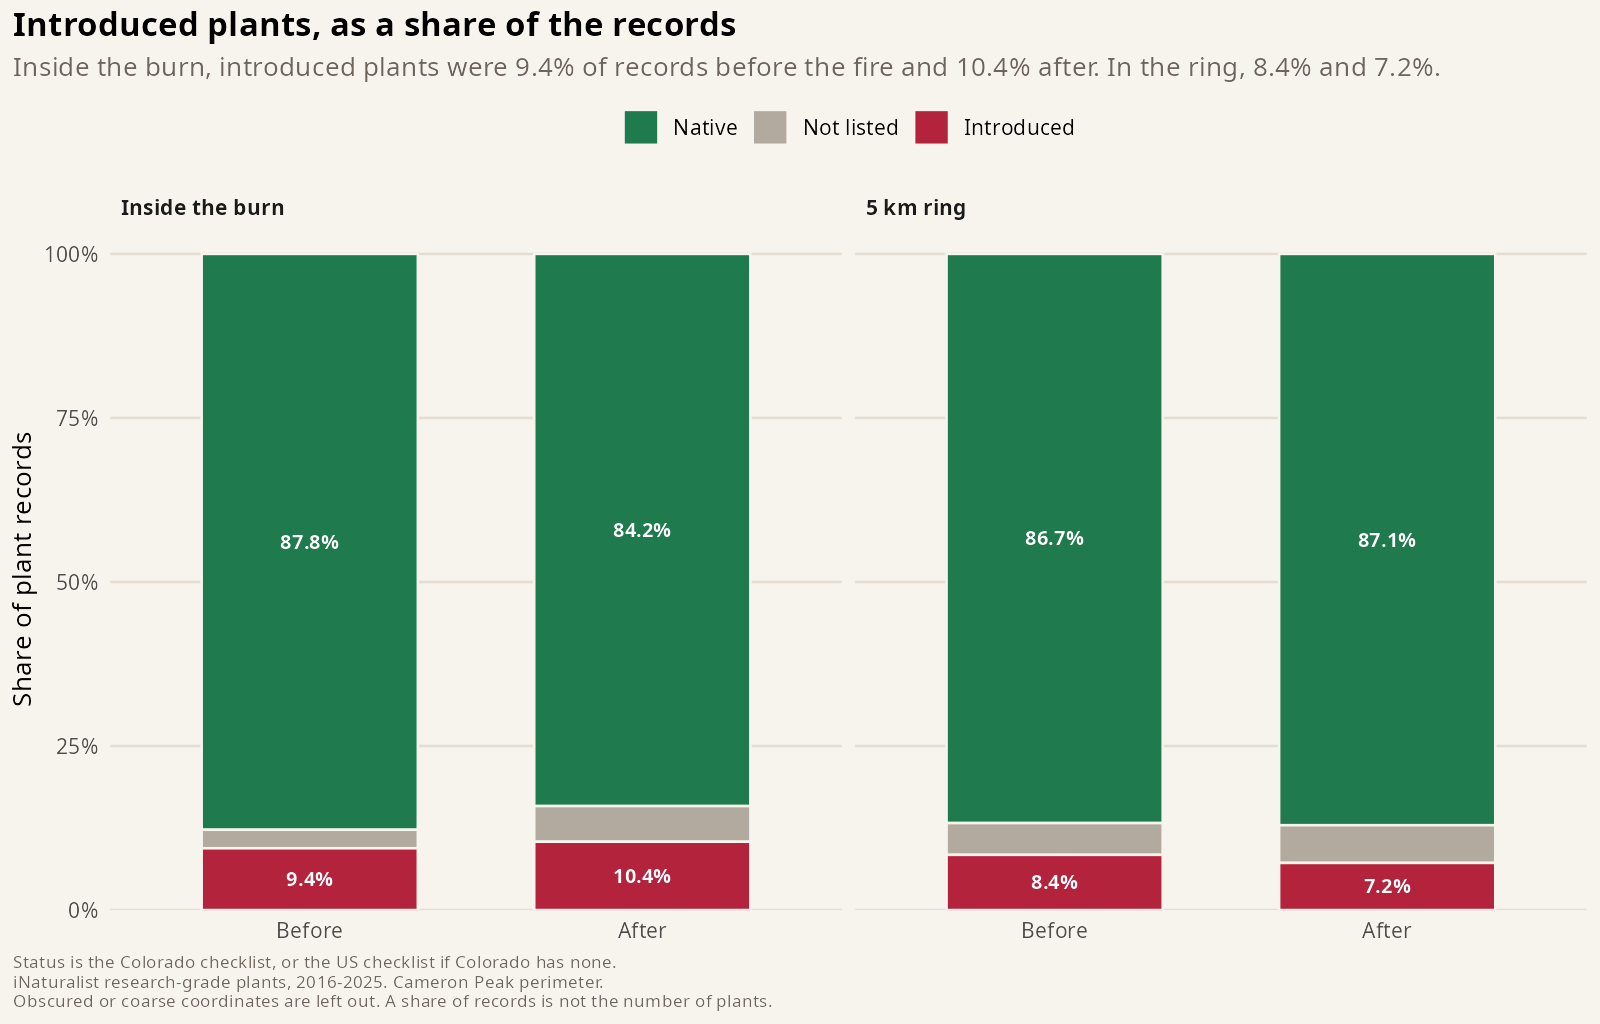 Introduced plants, as a share of the records
Inside the burn, introduced plants were 9.4% of records before the fire and 10.4% after. In the ring, 8.4% and 7.2%.
Native
Not listed
Introduced
Inside the burn
5 km ring
Share of plant records
100%
75%
50%
25%
0%
87.8%
84.2%
86.7%
87.1%
9.4%
10.4%
8.4%
7.2%
Before
After
Before
After
Status is the Colorado checklist, or the US checklist if Colorado has none.
iNaturalist research-grade plants, 2016-2025. Cameron Peak perimeter.
Obscured or coarse coordinates are left out. A share of records is not the number of plants.